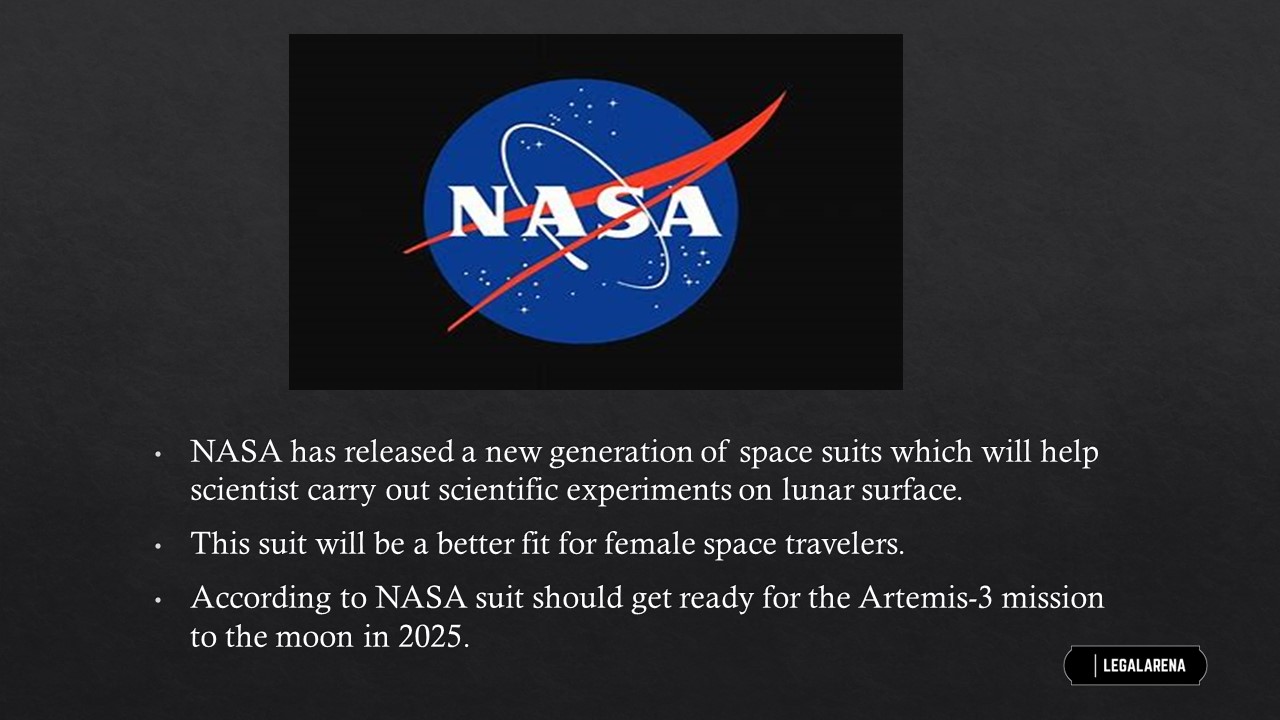 NASA
• NASA has released a new generation of space suits which will help
scientist carry out scientific experiments on lunar surface.
• This suit will be a better fit for female space travelers.
• According to NASA suit should get ready for the Artemis-3 mission
to the moon in 2025.
| LEGALARENA